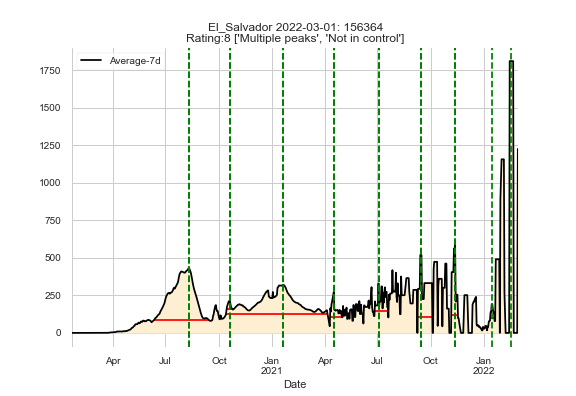 El_Salvador 2022-03-01: 156364
Rating:8 ['Multiple peaks', 'Not in control']
Average-7d
1750
1500
1250
1000
750
500
250
0
Apr Jul Oct Jan Apr Jul Oct Jan
2021 2022
Date